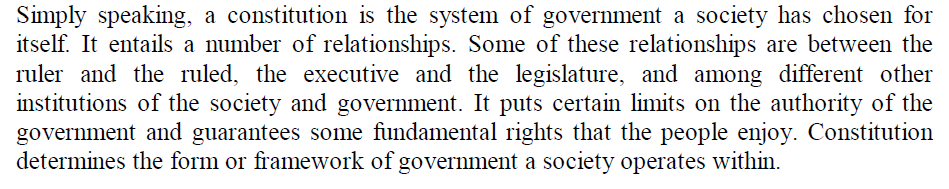 Simply speaking, a constitution is the system of government a society has chosen for
itself. It entails a number of relationships. Some of these relationships are between the
ruler and the ruled, the executive and the legislature, and among different other
institutions of the society and government. It puts certain limits on the authority of the
government and guarantees some fundamental rights that the people enjoy. Constitution
determines the form or framework of government a society operates within.